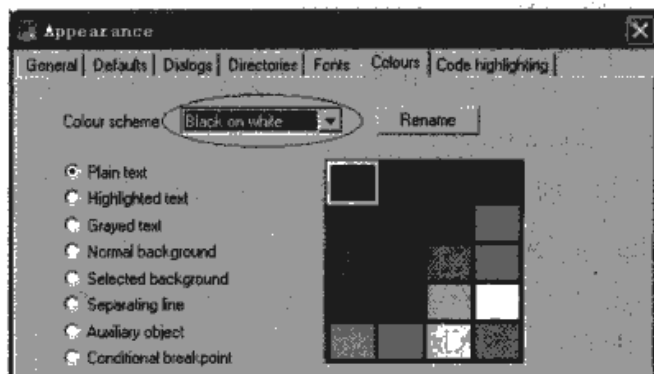 Appearance
General Defaults Dialogs Directories Fonts Colours Code highlighting
Colour scheme Black on white Rename
Plain text
Highlighted text
Grayed text
Normal background
Selected background
Separating line
Auxiliary object
Conditional breakpoint